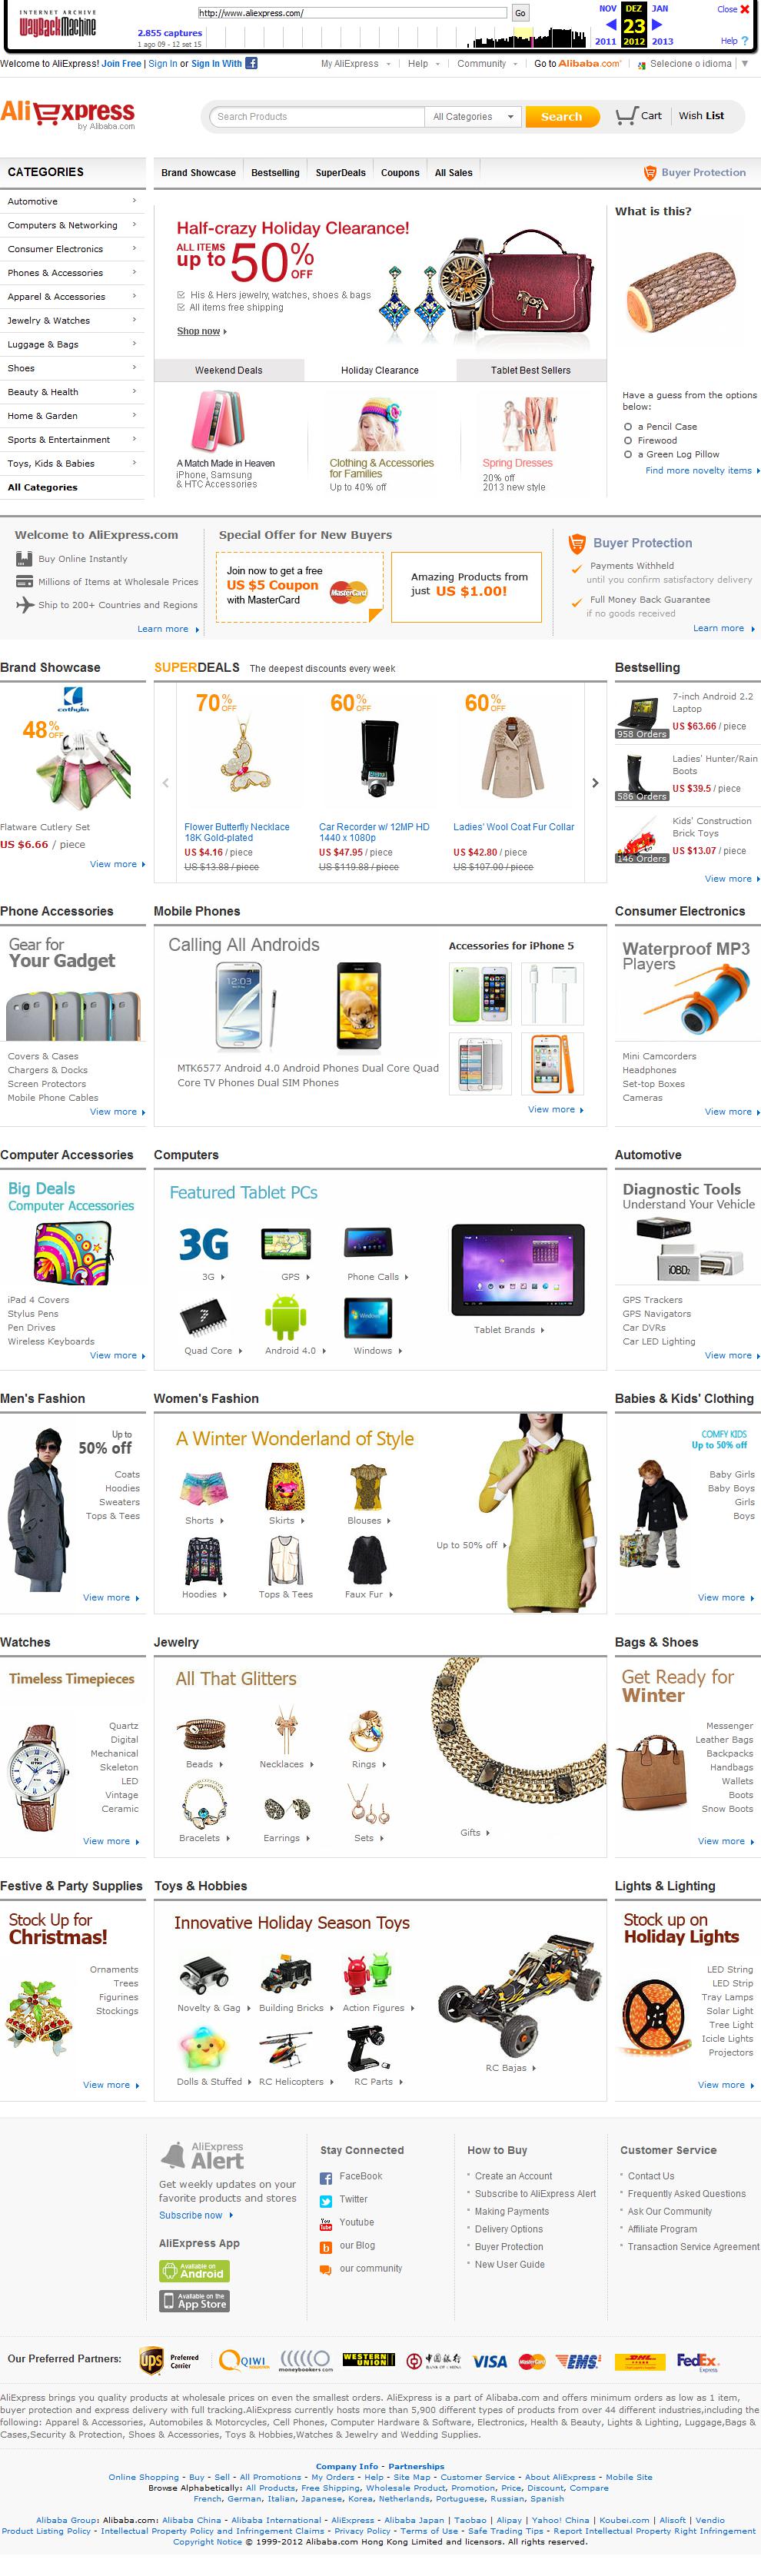 INTERNET ARCHIVE
WayBackMachine
http://www.aliexpress.com/
Go
NOV DEZ JAN
Close
2.855 captures
23
1 ago 09 - 12 set 15
2011 2012 2013
Help ?
Welcome to AliExpress! Join Free | Sign In or Sign In With
My AliExpress
Help
Community
Go to Alibaba.com
Selecione o idioma
AliExpress
by Alibaba.com
Search Products
All Categories
Search
Cart
Wish List
CATEGORIES
Brand Showcase
Bestselling
SuperDeals
Coupons
All Sales
Buyer Protection
Automotive
Computers & Networking
Consumer Electronics
Phones & Accessories
Apparel & Accessories
Jewelry & Watches
Luggage & Bags
Shoes
Beauty & Health
Home & Garden
Sports & Entertainment
Toys, Kids & Babies
All Categories
Half-crazy Holiday Clearance!
ALL ITEMS
up to 50% OFF
His & Hers jewelry, watches, shoes & bags
All items free shipping
Shop now
Weekend Deals
Holiday Clearance
Tablet Best Sellers
A Match Made in Heaven
iPhone, Samsung
& HTC Accessories
Clothing & Accessories
for Families
Up to 40% off
Spring Dresses
20% off
2013 new style
What is this?
Have a guess from the options
below:
a Pencil Case
Firewood
a Green Log Pillow
Find more novelty items
Welcome to AliExpress.com
Buy Online Instantly
Millions of Items at Wholesale Prices
Ship to 200+ Countries and Regions
Learn more
Special Offer for New Buyers
Join now to get a free
US $5 Coupon
with MasterCard
MasterCard
Amazing Products from
just US $1.00!
Buyer Protection
Payments Withheld
until you confirm satisfactory delivery
Full Money Back Guarantee
if no goods received
Learn more
Brand Showcase
cathylin
48% OFF
Flatware Cutlery Set
US $6.66 / piece
View more
SUPERDEALS The deepest discounts every week
70% OFF
60% OFF
60% OFF
Flower Butterfly Necklace
18K Gold-plated
US $4.16 / piece
US $13.88 / piece
Car Recorder w/ 12MP HD
1440 x 1080p
US $47.95 / piece
US $119.88 / piece
Ladies' Wool Coat Fur Collar
US $42.80 / piece
US $107.00 / piece
Bestselling
7-inch Android 2.2
Laptop
US $63.66 / piece
958 Orders
Ladies' Hunter/Rain
Boots
US $39.5 / piece
586 Orders
Kids' Construction
Brick Toys
US $13.07 / piece
146 Orders
View more
Phone Accessories
Gear for
Your Gadget
Covers & Cases
Chargers & Docks
Screen Protectors
Mobile Phone Cables
View more
Mobile Phones
Calling All Androids
MTK6577 Android 4.0 Android Phones Dual Core Quad
Core TV Phones Dual SIM Phones
Accessories for iPhone 5
View more
Consumer Electronics
Waterproof MP3
Players
Mini Camcorders
Headphones
Set-top Boxes
Cameras
View more
Computer Accessories
Big Deals
Computer Accessories
iPad 4 Covers
Stylus Pens
Pen Drives
Wireless Keyboards
View more
Computers
Featured Tablet PCs
3G
3G
GPS
Phone Calls
Quad Core
Android 4.0
Windows
Tablet Brands
Automotive
Diagnostic Tools
Understand Your Vehicle
iOBD2
GPS Trackers
GPS Navigators
Car DVRs
Car LED Lighting
View more
Men's Fashion
Up to
50% off
Coats
Hoodies
Sweaters
Tops & Tees
View more
Women's Fashion
A Winter Wonderland of Style
Shorts
Skirts
Blouses
Hoodies
Tops & Tees
Faux Fur
Up to 50% off
Babies & Kids' Clothing
COMFY KIDS
Up to 50% off
Baby Girls
Baby Boys
Girls
Boys
View more
Watches
Timeless Timepieces
Quartz
Digital
Mechanical
Skeleton
LED
Vintage
Ceramic
View more
Jewelry
All That Glitters
Beads
Necklaces
Rings
Bracelets
Earrings
Sets
Gifts
Bags & Shoes
Get Ready for
Winter
Messenger
Leather Bags
Backpacks
Handbags
Wallets
Boots
Snow Boots
View more
Festive & Party Supplies
Stock Up for
Christmas!
Ornaments
Trees
Figurines
Stockings
View more
Toys & Hobbies
Innovative Holiday Season Toys
Novelty & Gag
Building Bricks
Action Figures
Dolls & Stuffed
RC Helicopters
RC Parts
RC Bajas
Lights & Lighting
Stock up on
Holiday Lights
LED String
LED Strip
Tray Lamps
Solar Light
Tree Light
Icicle Lights
Projectors
View more
AliExpress
Alert
Get weekly updates on your
favorite products and stores
Subscribe now
AliExpress App
Available on
Android
Available on the
App Store
Stay Connected
FaceBook
Twitter
Youtube
our Blog
our community
How to Buy
Create an Account
Subscribe to AliExpress Alert
Making Payments
Delivery Options
Buyer Protection
New User Guide
Customer Service
Contact Us
Frequently Asked Questions
Ask Our Community
Affiliate Program
Transaction Service Agreement
Our Preferred Partners:
ups Preferred Carrier
QIWI
moneybookers.com
WESTERN UNION
中国银行 BANK OF CHINA
VISA
MasterCard
EMS
DHL
FedEx Express
AliExpress brings you quality products at wholesale prices on even the smallest orders. AliExpress is a part of Alibaba.com and offers minimum orders as low as 1 item,
buyer protection and express delivery with full tracking.AliExpress currently hosts more than 5,900 different types of products from over 44 different industries,including the
following: Apparel & Accessories, Automobiles & Motorcycles, Cell Phones, Computer Hardware & Software, Electronics, Health & Beauty, Lights & Lighting, Luggage,Bags &
Cases,Security & Protection, Shoes & Accessories, Toys & Hobbies,Watches & Jewelry and Wedding Supplies.
Company Info - Partnerships
Online Shopping - Buy - Sell - All Promotions - My Orders - Help - Site Map - Customer Service - About AliExpress - Mobile Site
Browse Alphabetically: All Products, Free Shipping, Wholesale Product, Promotion, Price, Discount, Compare
French, German, Italian, Japanese, Korea, Netherlands, Portuguese, Russian, Spanish
Alibaba Group: Alibaba.com: Alibaba China - Alibaba International - AliExpress - Alibaba Japan | Taobao | Alipay | Yahoo! China | Koubei.com | Alisoft | Vendio
Product Listing Policy - Intellectual Property Policy and Infringement Claims - Privacy Policy - Terms of Use - Safe Trading Tips - Report Intellectual Property Right Infringement
Copyright Notice © 1999-2012 Alibaba.com Hong Kong Limited and licensors. All rights reserved.